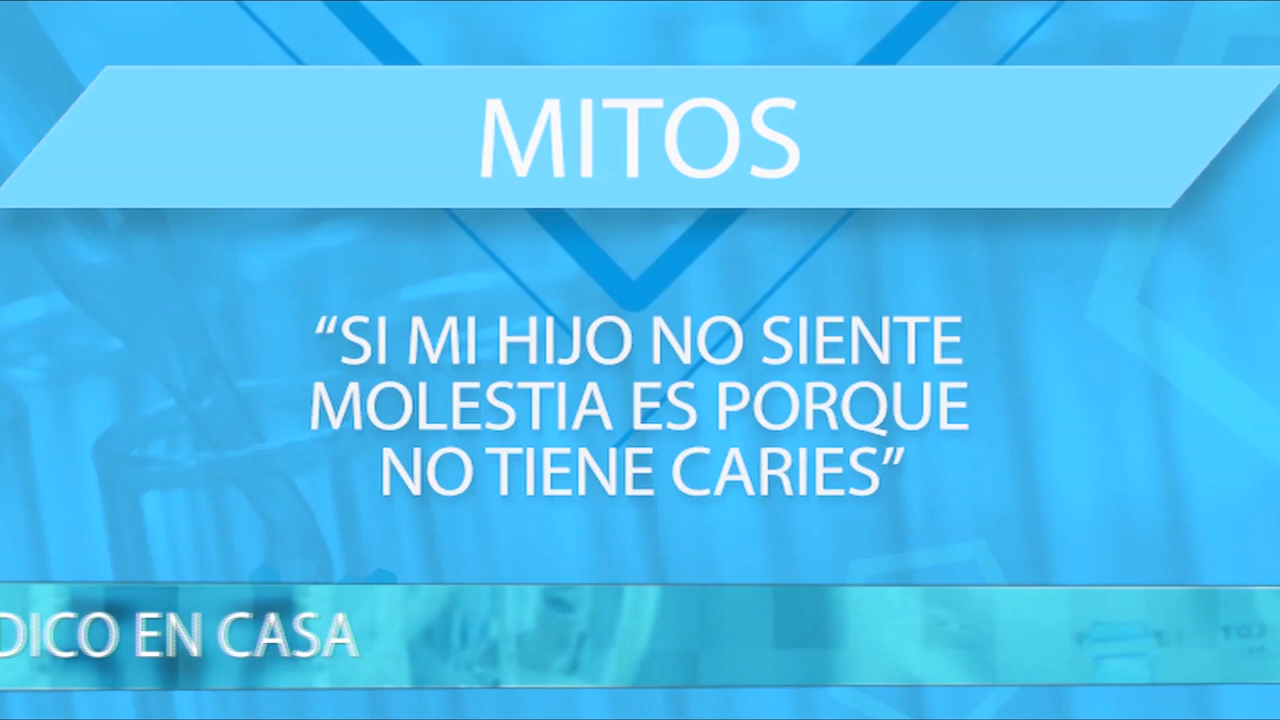 MITOS
“SI MI HIJO NO SIENTE
MOLESTIA ES PORQUE
NO TIENE CARIES”
DICO EN CASA